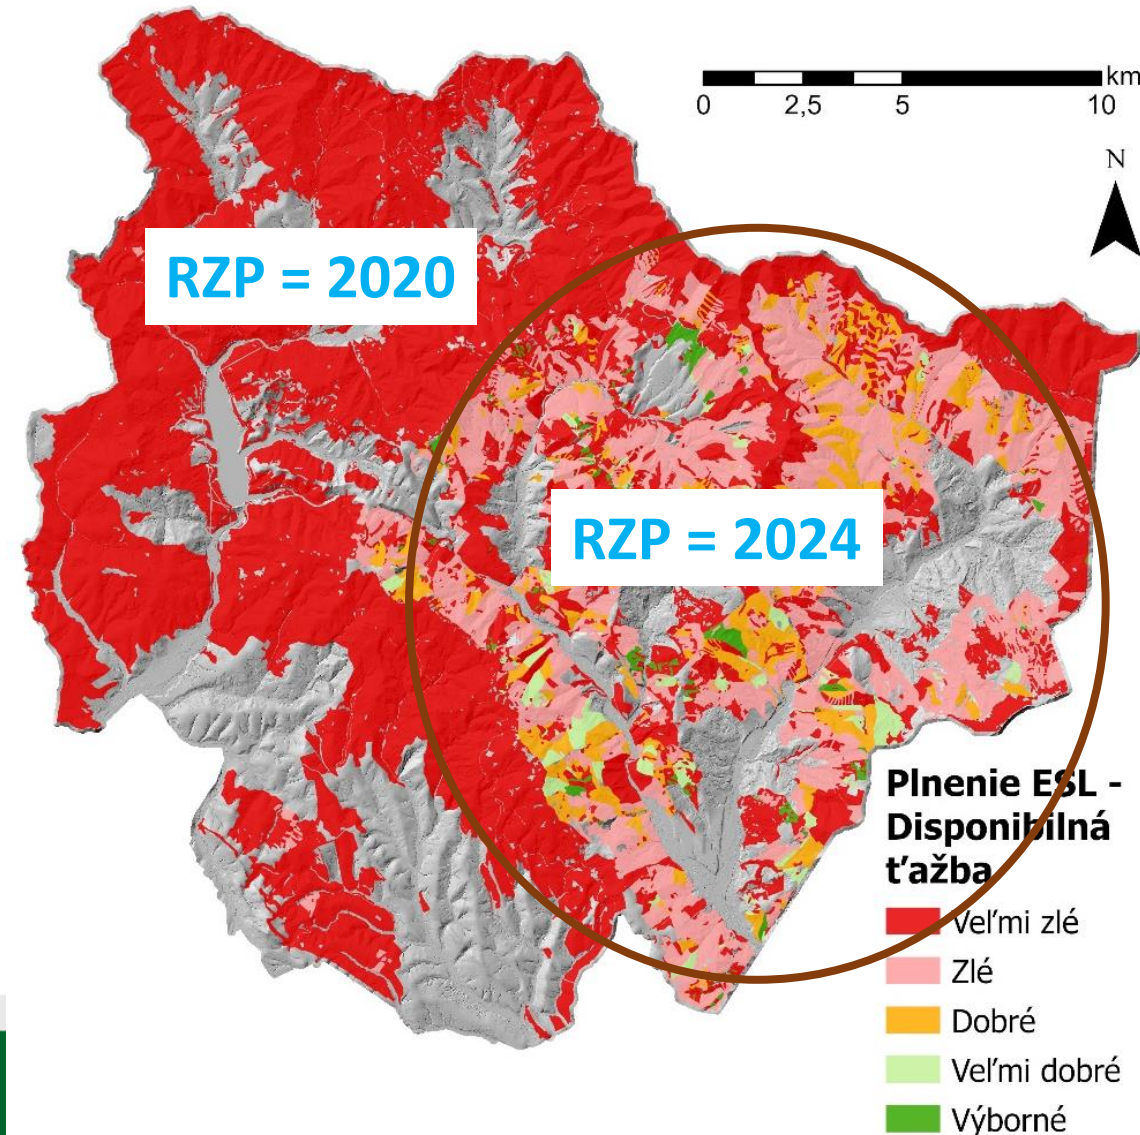 km
0 2,5 5 10
N
RZP = 2020
RZP = 2024
Plnenie ESL -
Disponibilná
ťažba
Veľmi zlé
Zlé
Dobré
Veľmi dobré
Výborné